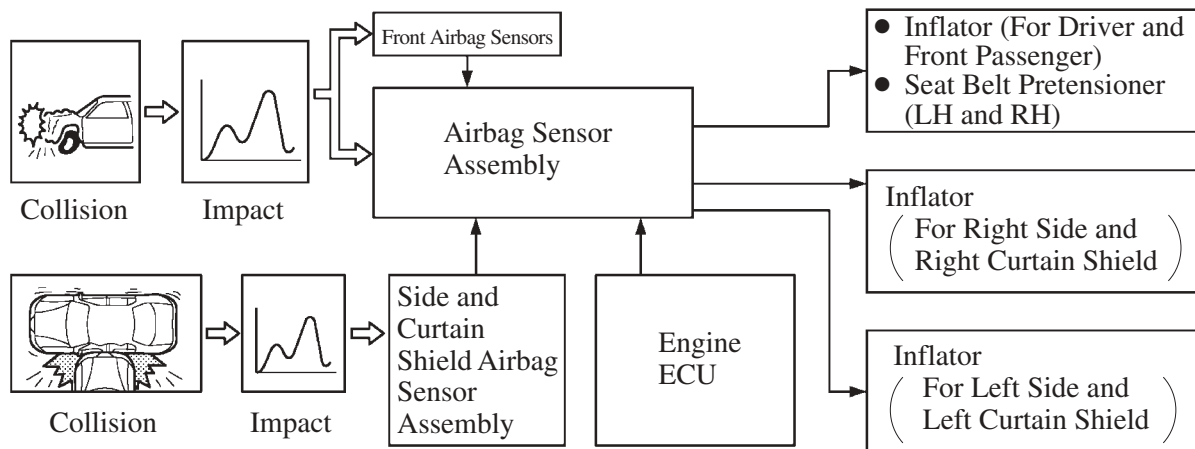 Front Airbag Sensors
Airbag Sensor
Assembly
● Inflator (For Driver and
Front Passenger)
● Seat Belt Pretensioner
(LH and RH)
Collision
Impact
Inflator
(For Right Side and
Right Curtain Shield)
Side and
Curtain
Shield Airbag
Sensor
Assembly
Engine
ECU
Inflator
(For Left Side and
Left Curtain Shield)
Collision
Impact